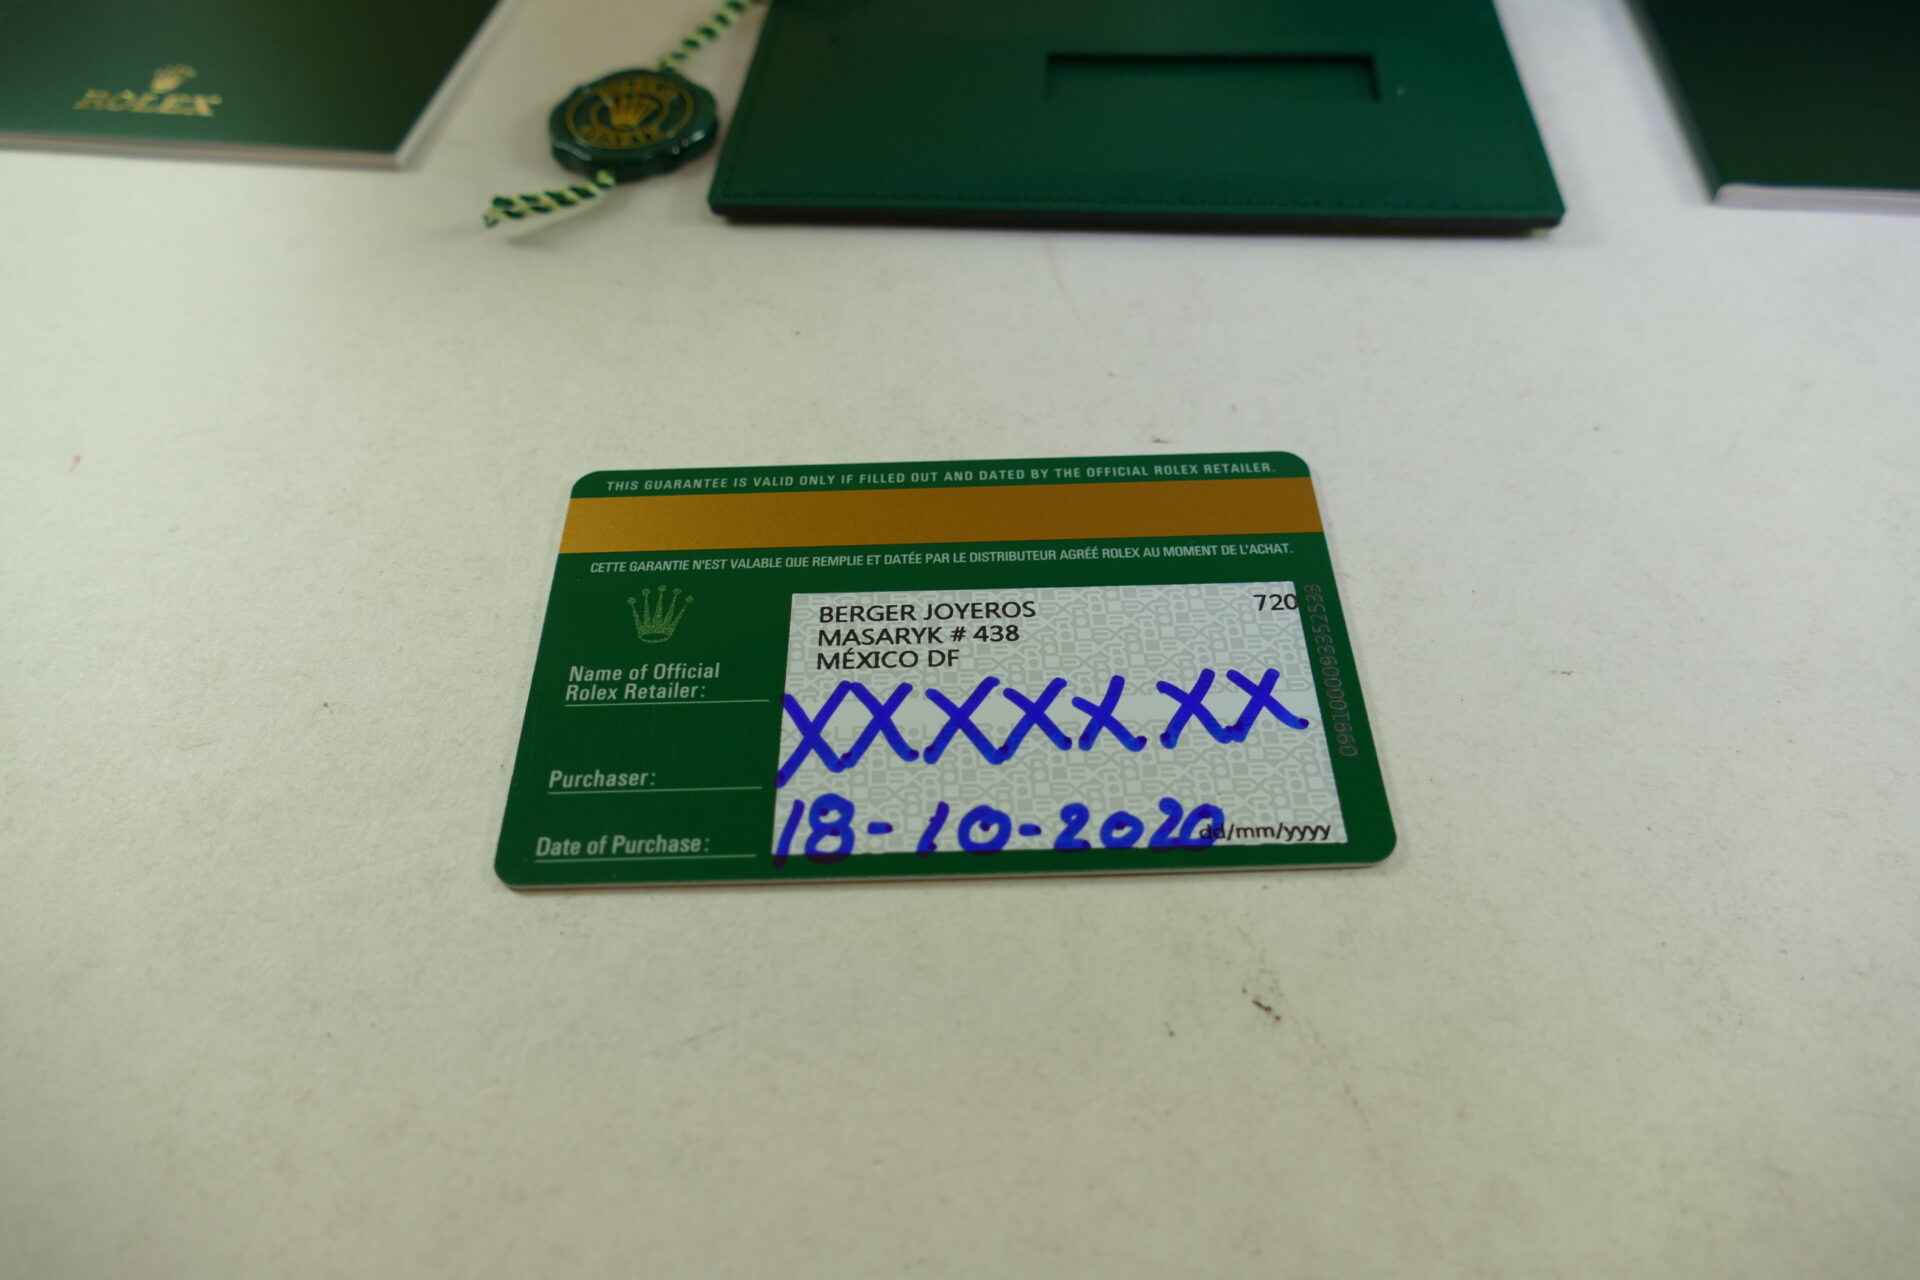 ROLEX
THIS GUARANTEE IS VALID ONLY IF FILLED OUT AND DATED BY THE OFFICIAL ROLEX RETAILER.
CETTE GARANTIE N'EST VALABLE QUE REMPLIE ET DATÉE PAR LE DISTRIBUTEUR AGRÉÉ ROLEX AU MOMENT DE L'ACHAT.
BERGER JOYEROS 720
MASARYK # 438
MÉXICO DF
Name of Official
Rolex Retailer:
XXXXXXX
Purchaser:
Date of Purchase:
18-10-2020
dd/mm/yyyy